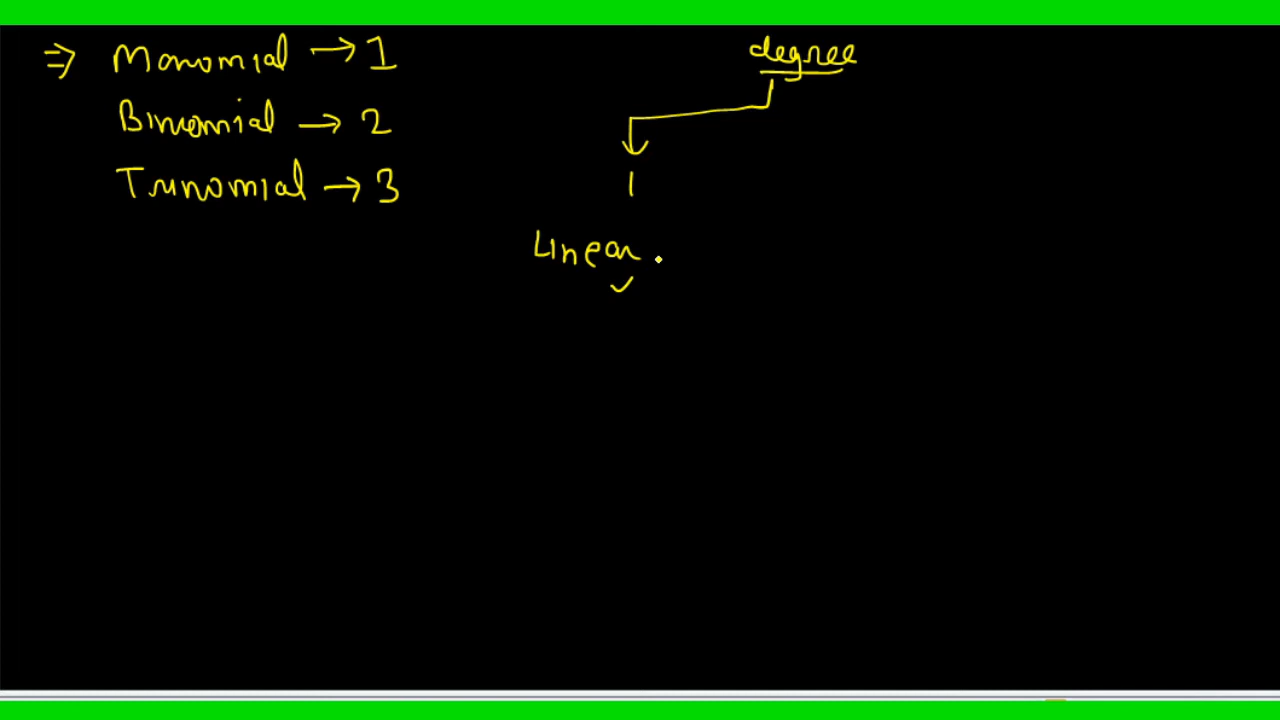 ⇒ Monomial → 1
Binomial → 2
Trinomial → 3
degree
1
Linear